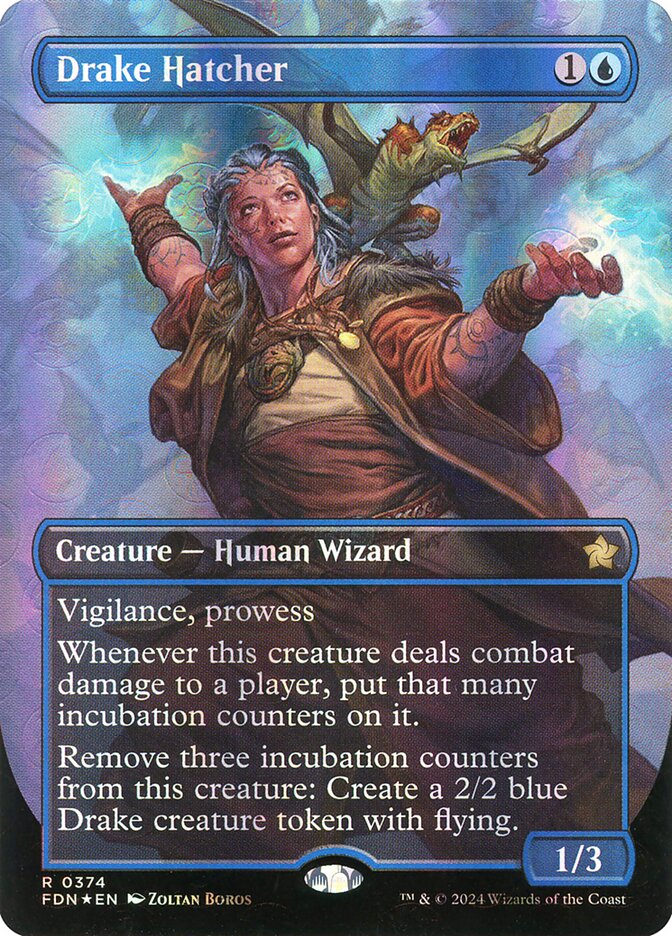 Drake Hatcher 1
Creature — Human Wizard
Vigilance, prowess
Whenever this creature deals combat
damage to a player, put that many
incubation counters on it.
Remove three incubation counters
from this creature: Create a 2/2 blue
Drake creature token with flying.
1/3
R 0374
FDN★EN Zoltan Boros
™ & © 2024 Wizards of the Coast